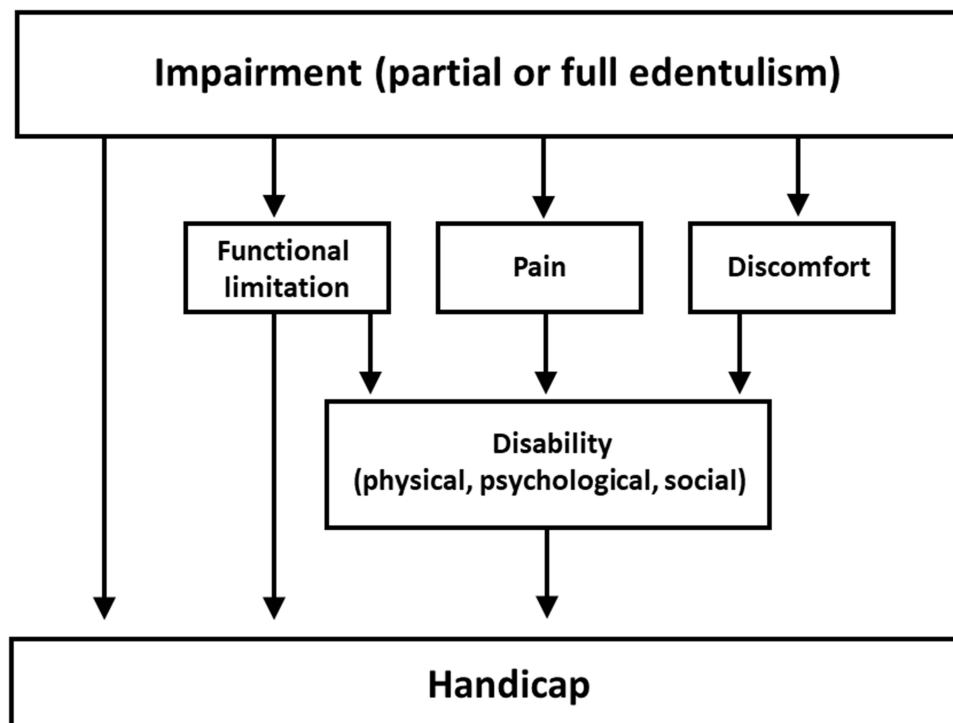 Impairment (partial or full edentulism)
Functional
limitation
Pain
Discomfort
Disability
(physical, psychological, social)
Handicap